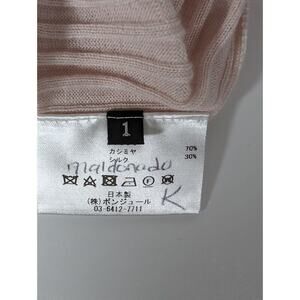 1
カシミヤ 70%
シルク 30%
maldonado
日本製
K
(株)ボンジュール
03-6412-7711